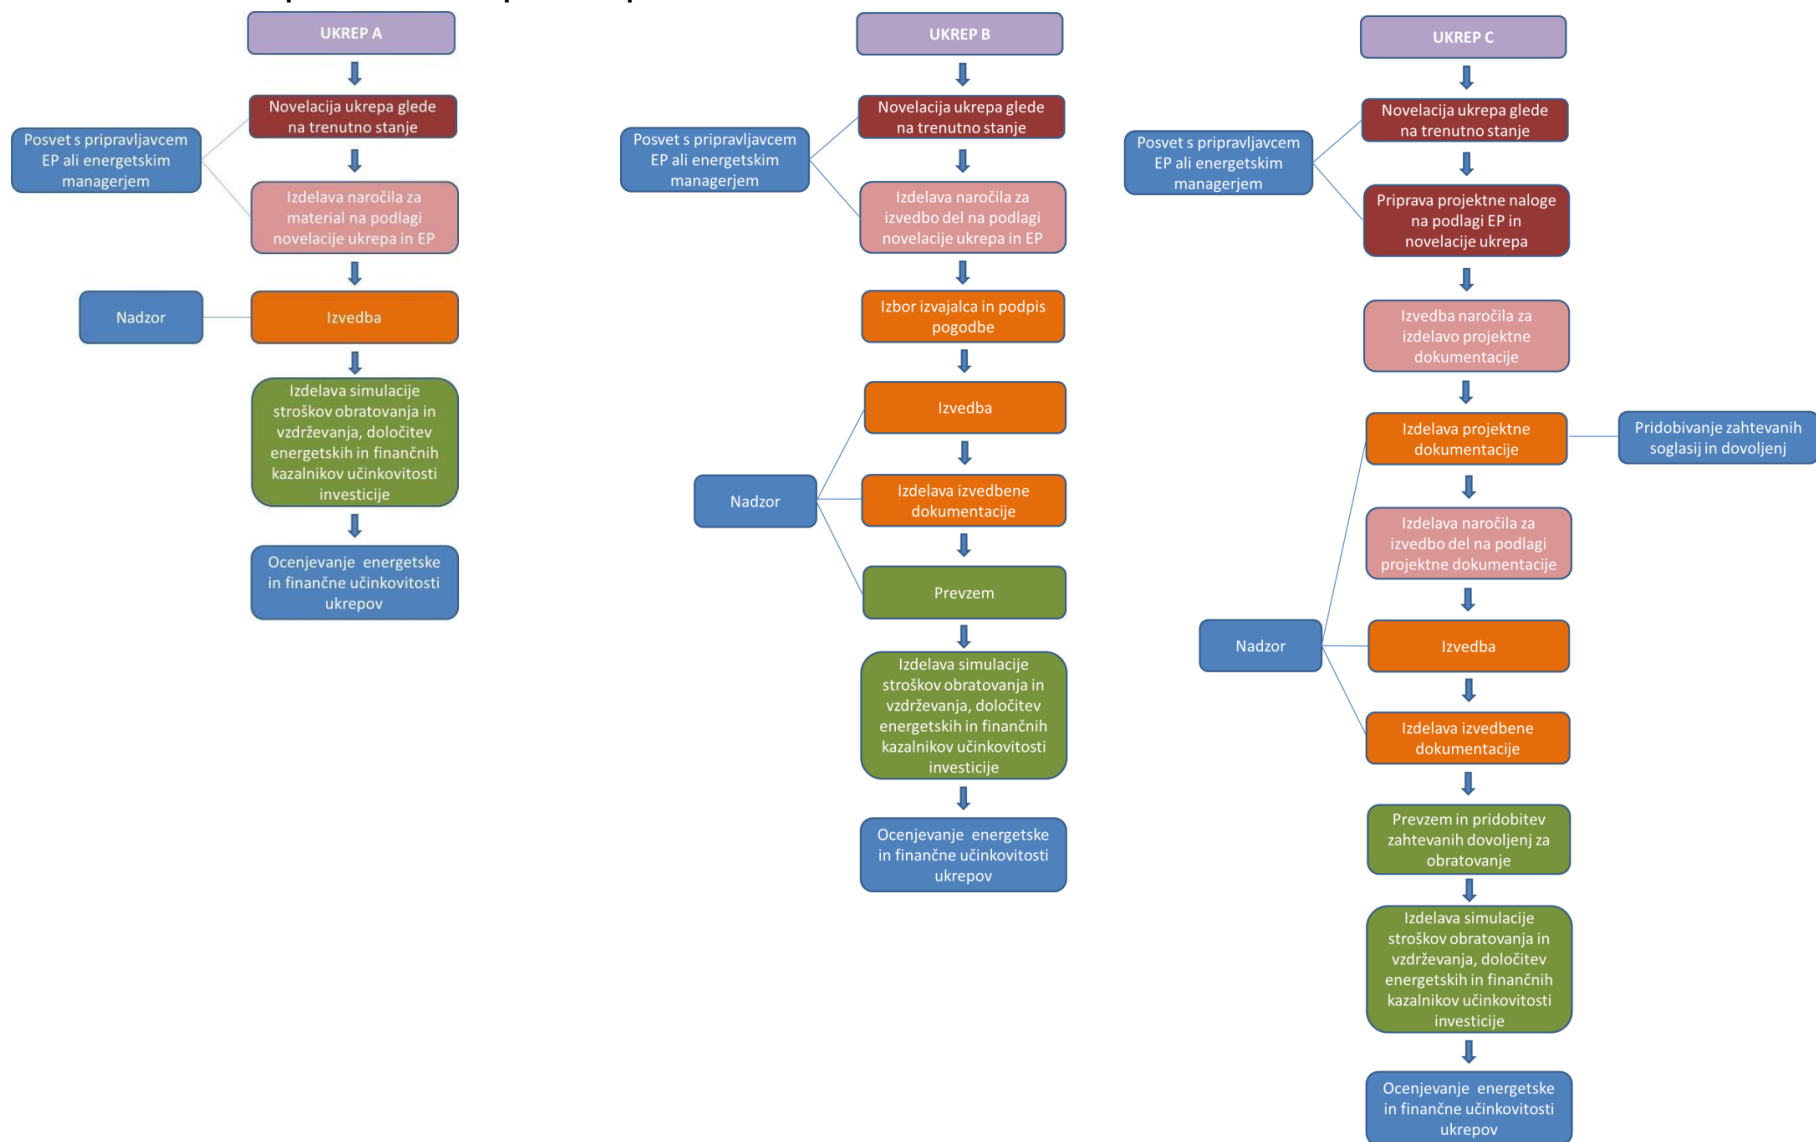 UKREP A
Novelacija ukrepa glede
na trenutno stanje
Posvet s pripravljavcem
EP ali energetskim
managerjem
Izdelava naročila za
material na podlagi
novelacije ukrepa in EP
Nadzor
Izvedba
Izdelava simulacije
stroškov obratovanja in
vzdrževanja, določitev
energetskih in finančnih
kazalnikov učinkovitosti
investicije
Ocenjevanje energetske
in finančne učinkovitosti
ukrepov
UKREP B
Novelacija ukrepa glede
na trenutno stanje
Posvet s pripravljavcem
EP ali energetskim
managerjem
Izdelava naročila za
izvedbo del na podlagi
novelacije ukrepa in EP
Izbor izvajalca in podpis
pogodbe
Izvedba
Nadzor
Izdelava izvedbene
dokumentacije
Prevzem
Izdelava simulacije
stroškov obratovanja in
vzdrževanja, določitev
energetskih in finančnih
kazalnikov učinkovitosti
investicije
Ocenjevanje energetske
in finančne učinkovitosti
ukrepov
UKREP C
Novelacija ukrepa glede
na trenutno stanje
Posvet s pripravljavcem
EP ali energetskim
managerjem
Priprava projektne naloge
na podlagi EP in
novelacije ukrepa
Izvedba naročila za
izdelavo projektne
dokumentacije
Izdelava projektne
dokumentacije
Pridobivanje zahtevanih
soglasij in dovoljenj
Izdelava naročila za
izvedbo del na podlagi
projektne dokumentacije
Nadzor
Izvedba
Izdelava izvedbene
dokumentacije
Prevzem in pridobitev
zahtevanih dovoljenj za
obratovanje
Izdelava simulacije
stroškov obratovanja in
vzdrževanja, določitev
energetskih in finančnih
kazalnikov učinkovitosti
investicije
Ocenjevanje energetske
in finančne učinkovitosti
ukrepov